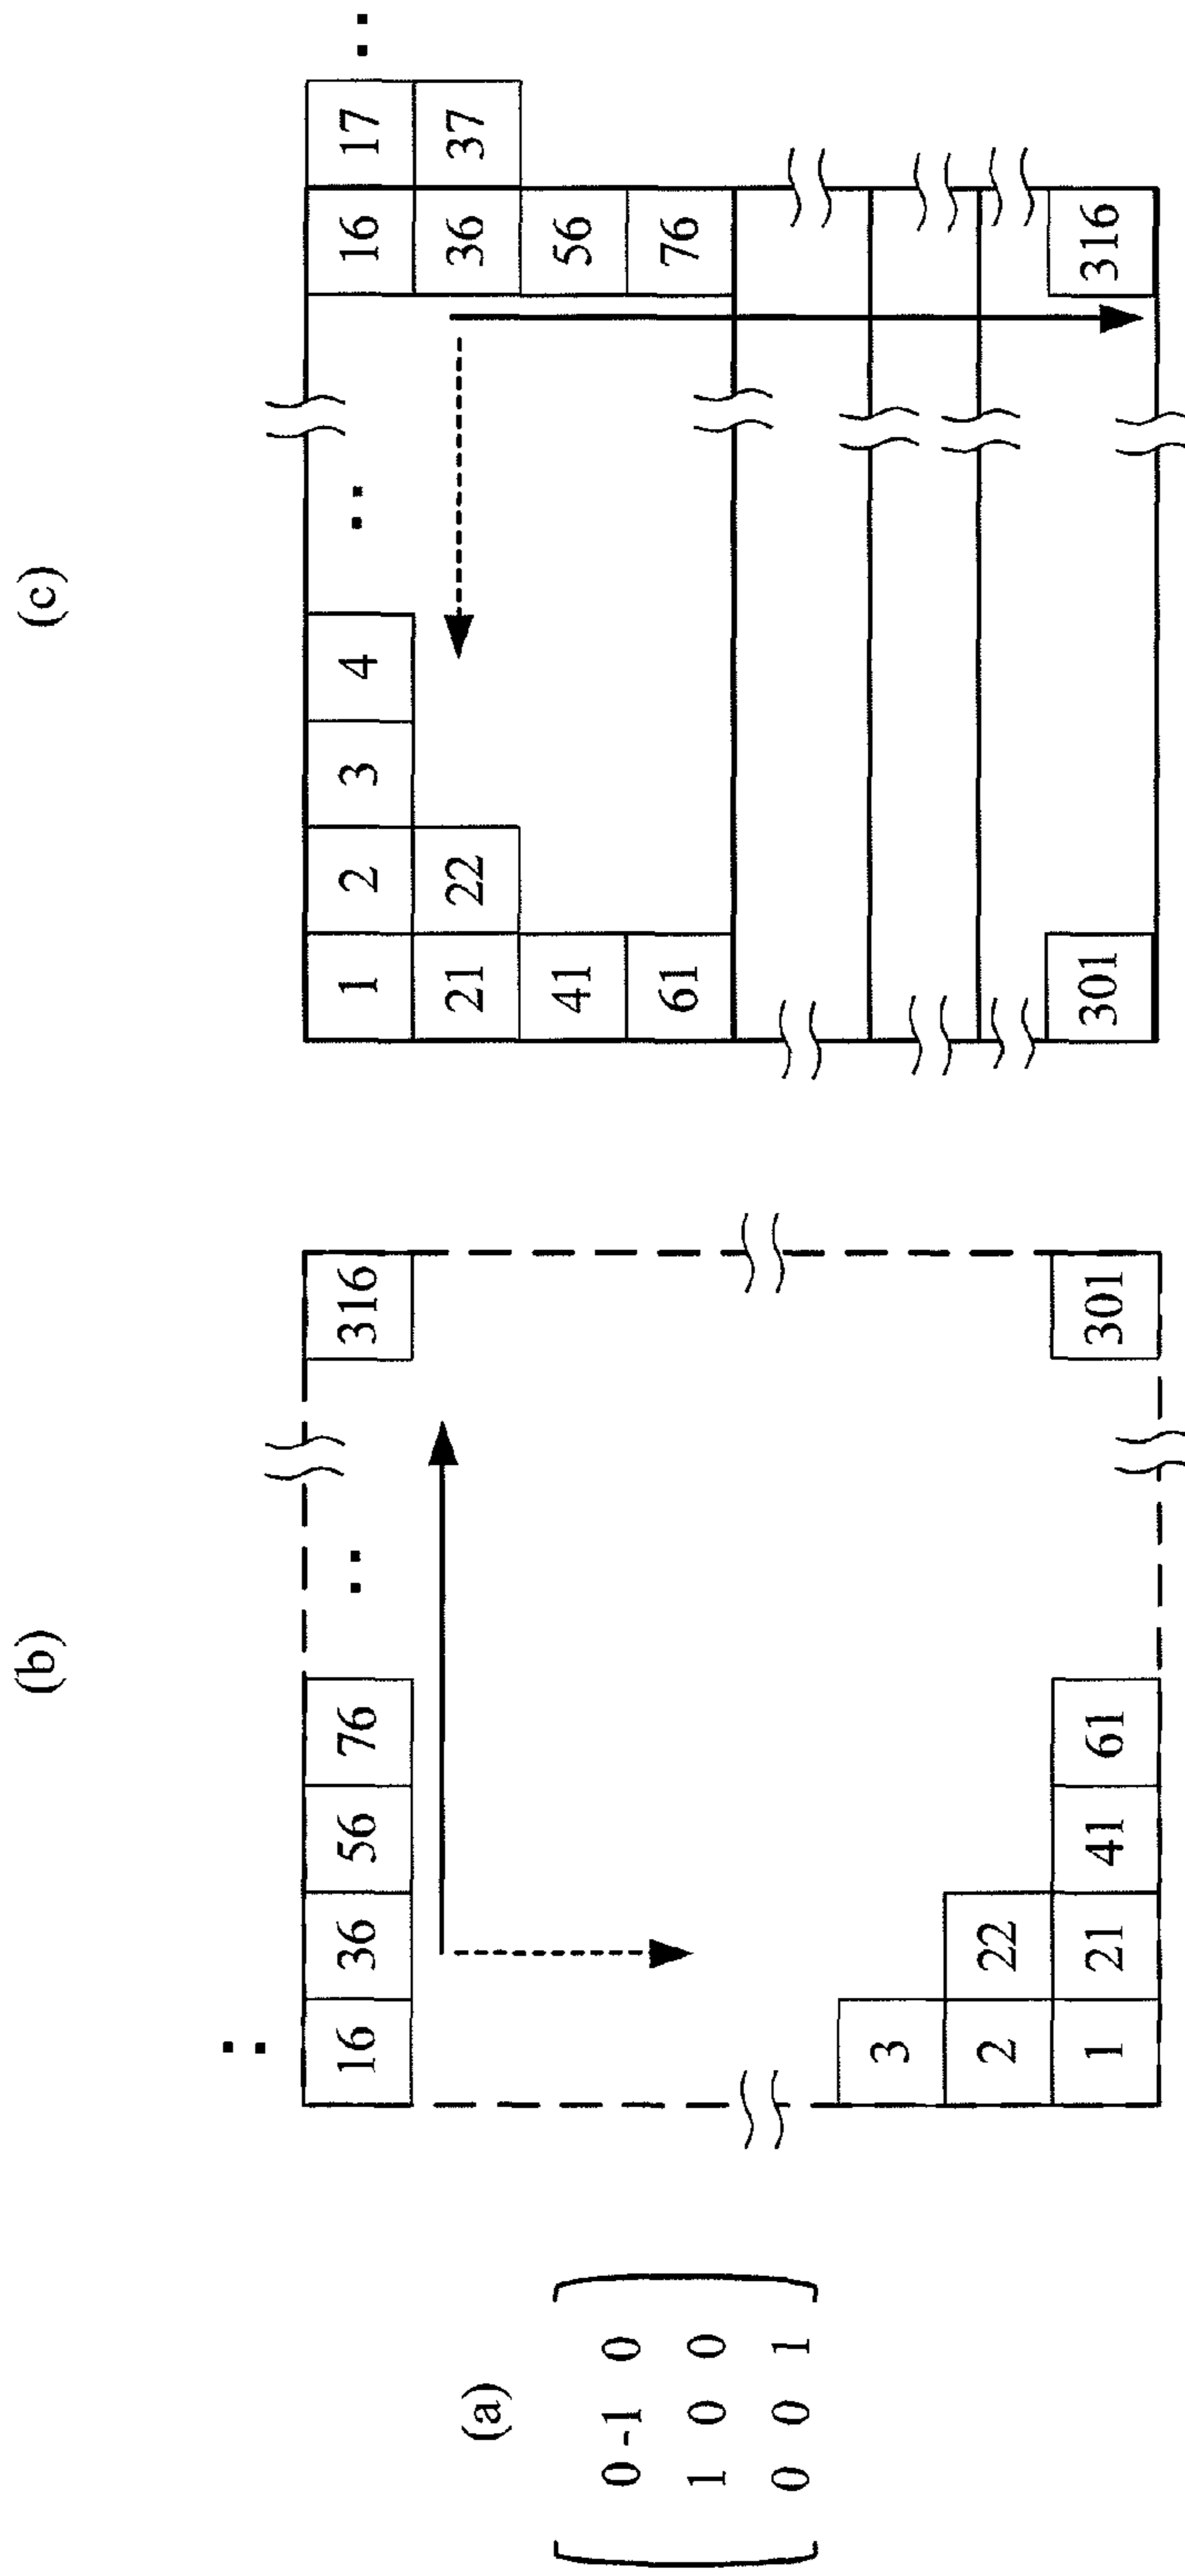 (a)
0 -1 0
1 0 0
0 0 1
(b)
16 36 56 76 ‥ 316
3
2 22
1 21 41 61 301
(c)
1 2 3 4 ‥ 16 17 ‥
21 22 36 37
41 56
61 76
301 316